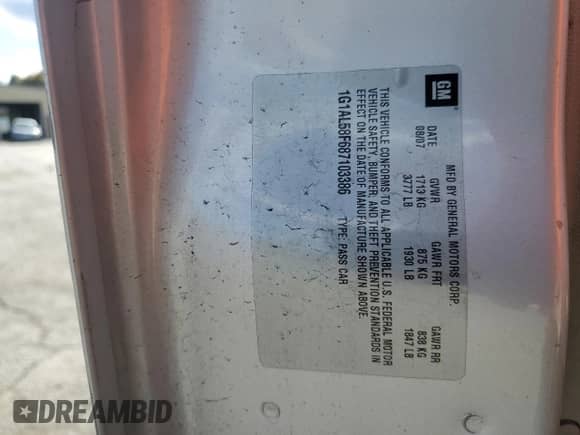 GM
MFD BY GENERAL MOTORS CORP.
DATE GVWR GAWR FRT GAWR RR
08/07 1713 KG 875 KG 838 KG
3777 LB 1930 LB 1847 LB
THIS VEHICLE CONFORMS TO ALL APPLICABLE U.S. FEDERAL MOTOR
VEHICLE SAFETY, BUMPER, AND THEFT PREVENTION STANDARDS IN
EFFECT ON THE DATE OF MANUFACTURE SHOWN ABOVE.
1G1AL58F687103386 TYPE: PASS CAR
DREAMBID